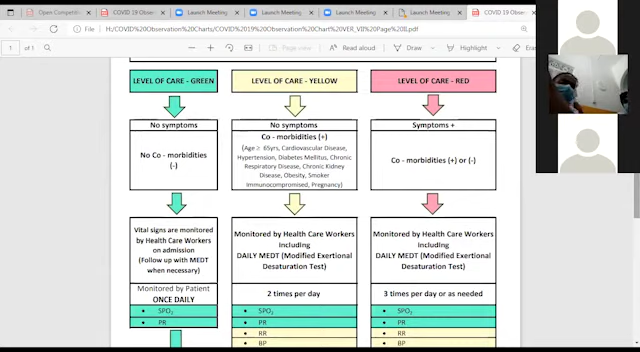 Open Competiti
COVID 19 Obser
Launch Meeting
Launch Meeting
Launch Meeting
Launch Meeting
COVID 19 Obser
File
H:/COVID%20Observation%20Charts/COVID%2019%20Observation%20Chart%20VER_VII%20Page%20II.pdf
1 of 1
Page view
Read aloud
Draw
Highlight
Eras
LEVEL OF CARE - GREEN
No symptoms
No Co - morbidities
(-)
Vital signs are monitored
by Health Care Workers
on admission
(Follow up with MEDT
when necessary)
Monitored by Patient
ONCE DAILY
• SPO₂
• PR
LEVEL OF CARE - YELLOW
No symptoms
Co - morbidities (+)
(Age ≥ 65yrs, Cardiovascular Disease,
Hypertension, Diabetes Mellitus, Chronic
Respiratory Disease, Chronic Kidney
Disease, Obesity, Smoker
Immunocompromised, Pregnancy)
Monitored by Health Care Workers
Including
DAILY MEDT (Modified Exertional
Desaturation Test)
2 times per day
• SPO₂
• PR
• RR
• BP
LEVEL OF CARE - RED
Symptoms +
Co - morbidities (+) or (-)
Monitored by Health Care Workers
Including
DAILY MEDT (Modified Exertional
Desaturation Test)
3 times per day or as needed
• SPO₂
• PR
• RR
• BP